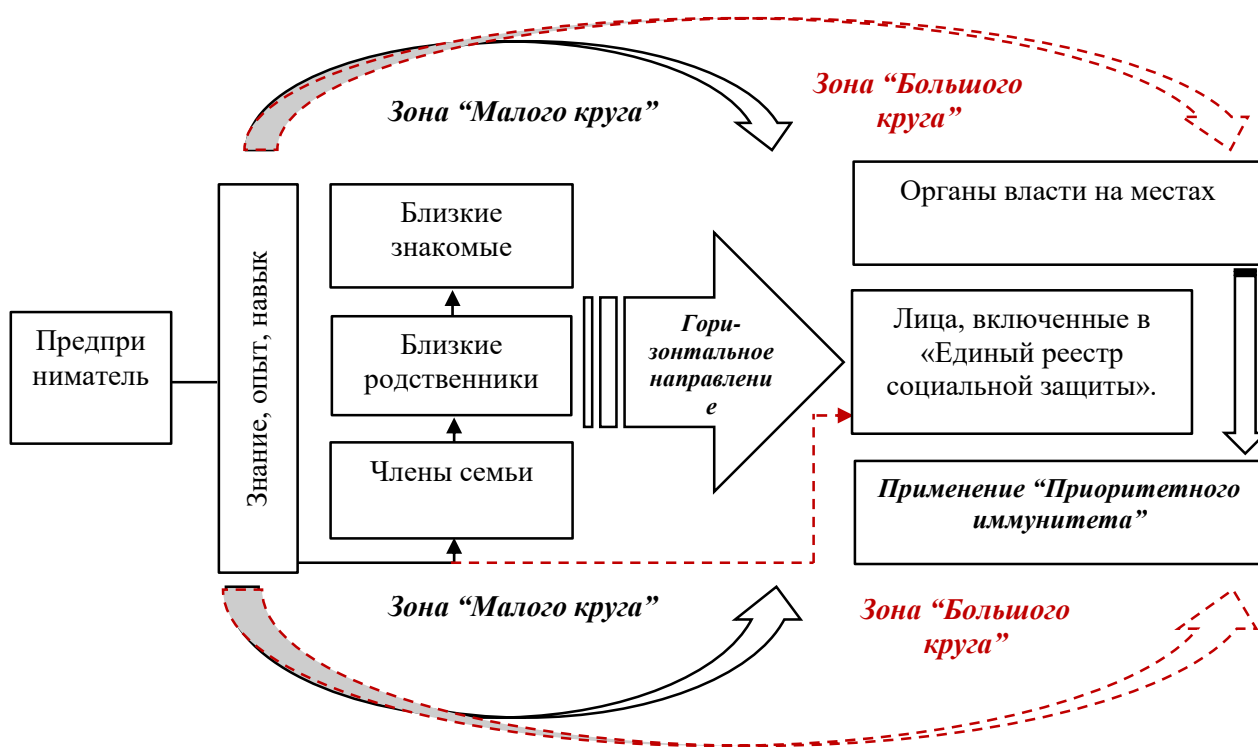 Зона “Малого круга”
Зона “Большого
круга”
Предпри
ниматель
Знание, опыт, навык
Близкие
знакомые
Близкие
родственники
Члены семьи
Гори-
зонтальное
направлени
е
Органы власти на местах
Лица, включенные в
«Единый реестр
социальной защиты».
Применение “Приоритетного
иммунитета”
Зона “Малого круга”
Зона “Большого
круга”